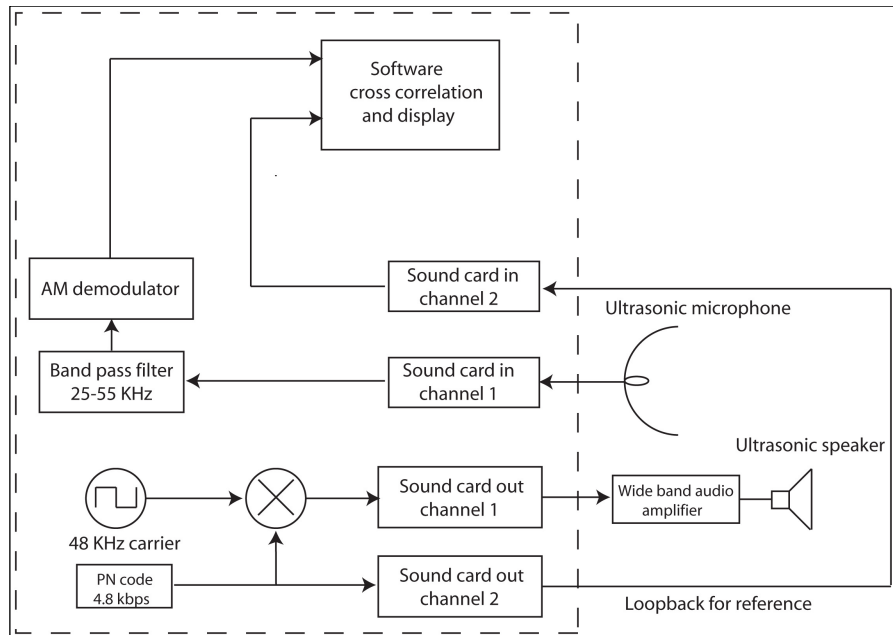 Software
cross correlation
and display
AM demodulator
Sound card in
channel 2
Ultrasonic microphone
Band pass filter
25-55 KHz
Sound card in
channel 1
Ultrasonic speaker
Sound card out
channel 1
Wide band audio
amplifier
48 KHz carrier
PN code
4.8 kbps
Sound card out
channel 2
Loopback for reference